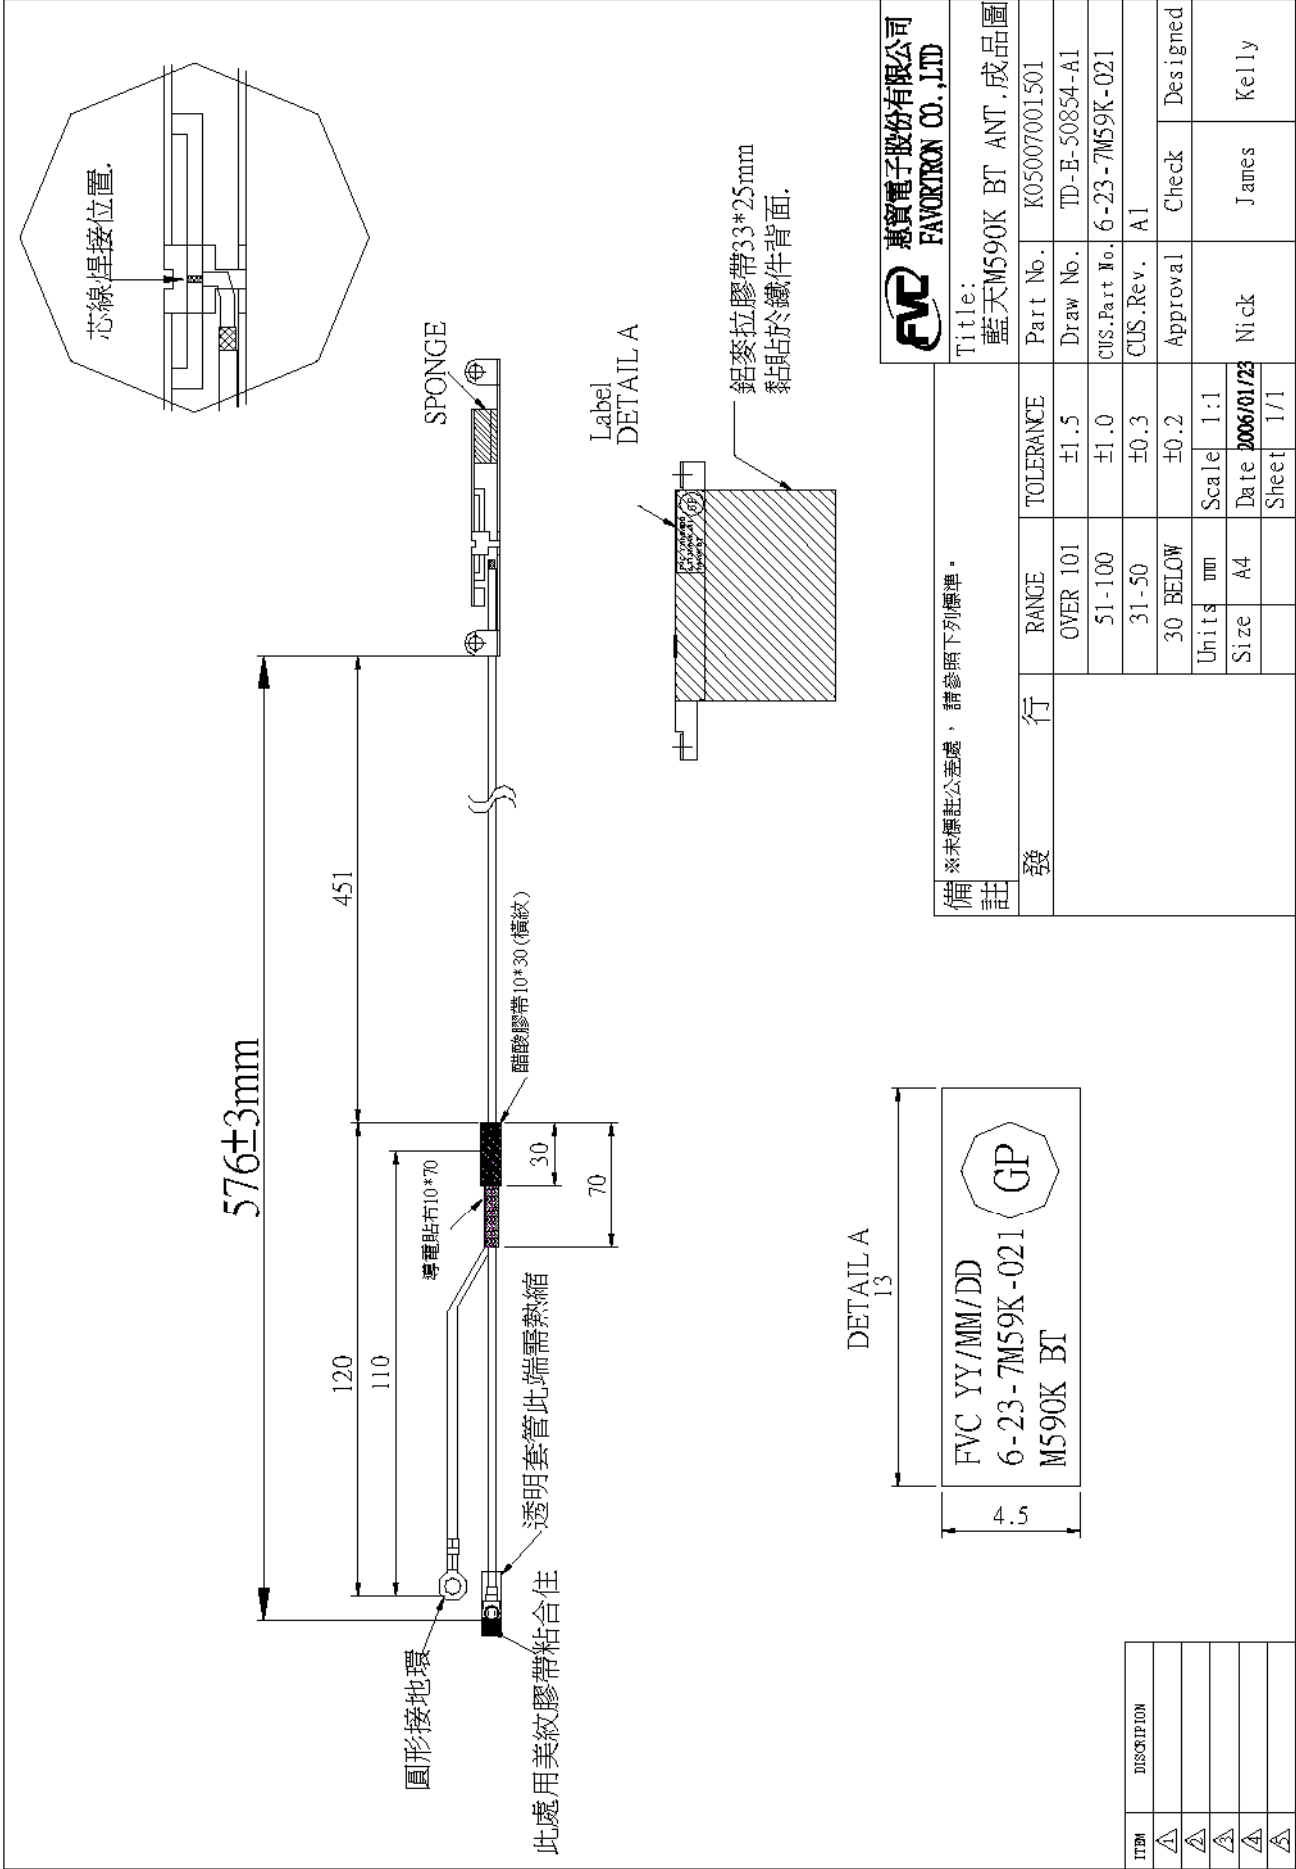 芯線焊接位置.
576±3mm
451
120
110
SPONGE
圓形接地環
此處用美紋膠帶粘合住
透明套管此端需熱縮
導電貼布10*70
醋酸膠帶10*30(橫紋)
30
70
Label
DETAIL A
鋁麥拉膠帶33*25mm
黏貼於鐵件背面.
DETAIL A
13
4.5
FVC YY/MM/DD
6-23-7M59K-021
M590K BT
GP
備註
※未標註公差處，請參照下列標準。
發行
RANGE TOLERANCE
OVER 101 ±1.5
51-100 ±1.0
31-50 ±0.3
30 BELOW ±0.2
Units mm Scale 1:1
Size A4 Date 2006/01/23
Sheet 1/1
FVC
惠貿電子股份有限公司
FAVORTRON CO.,LTD
Title:
藍天M590K BT ANT.成品圖
Part No. K05007001501
Draw No. TD-E-50854-A1
CUS.Part No. 6-23-7M59K-021
CUS.Rev. A1
Approval Check Designed
Nick James Kelly
ITEM DISCRIPION
1
2
3
4
5